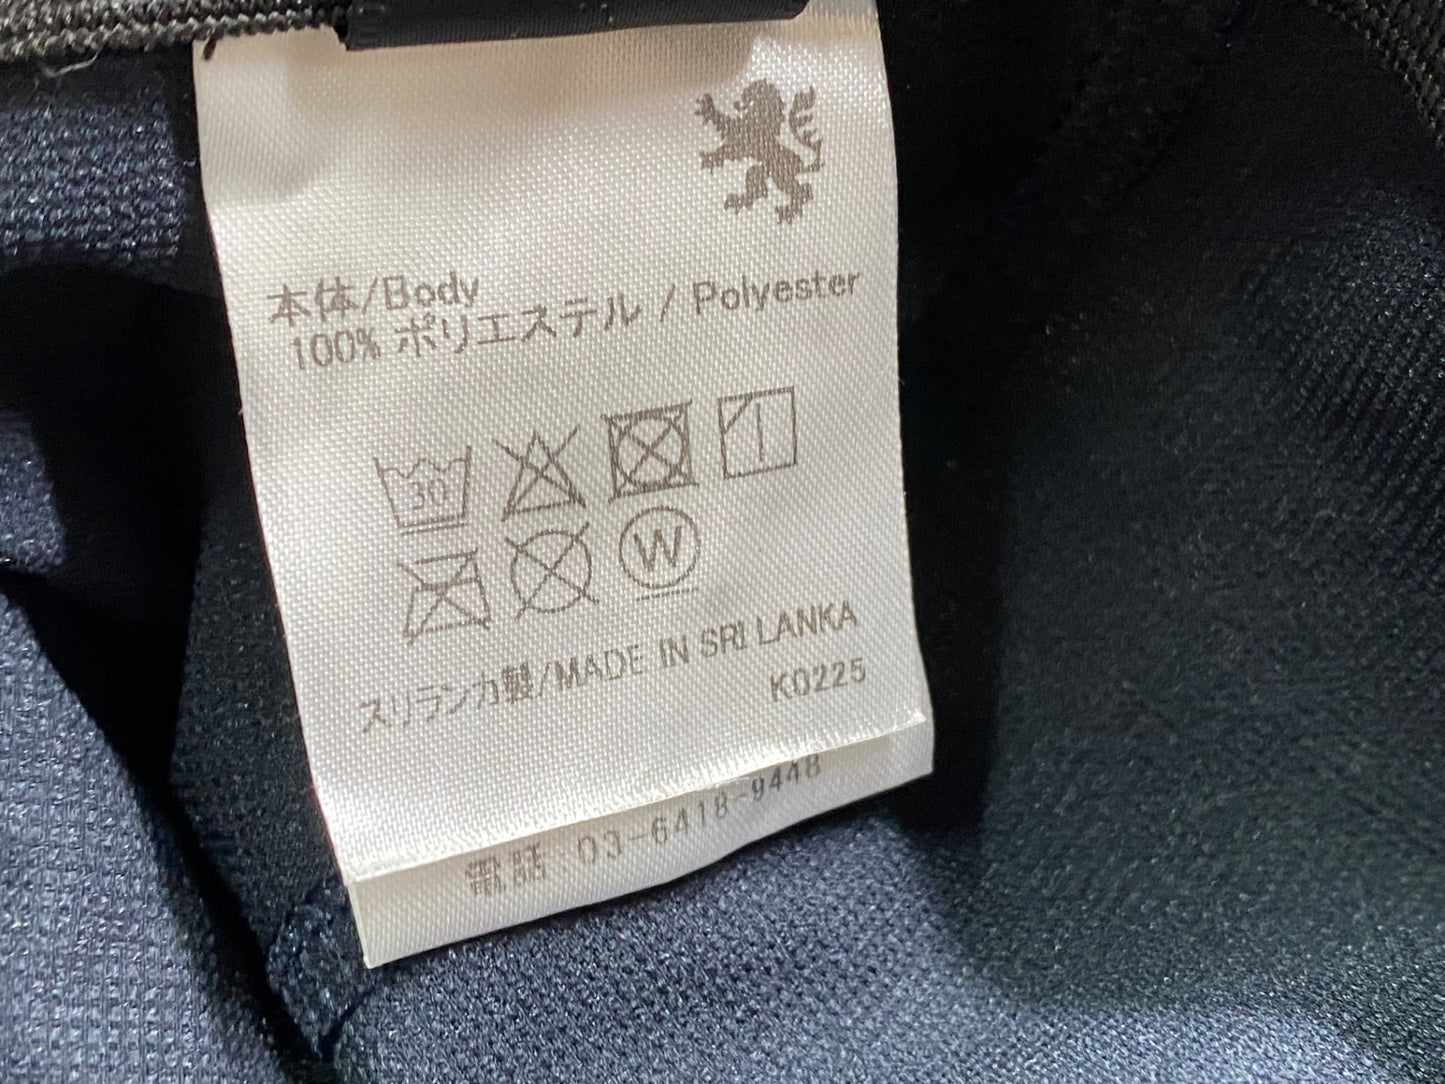 本体/Body
100% ポリエステル / Polyester
30
W
スリランカ製/MADE IN SRI LANKA
K0225
電話:03-6418-9448